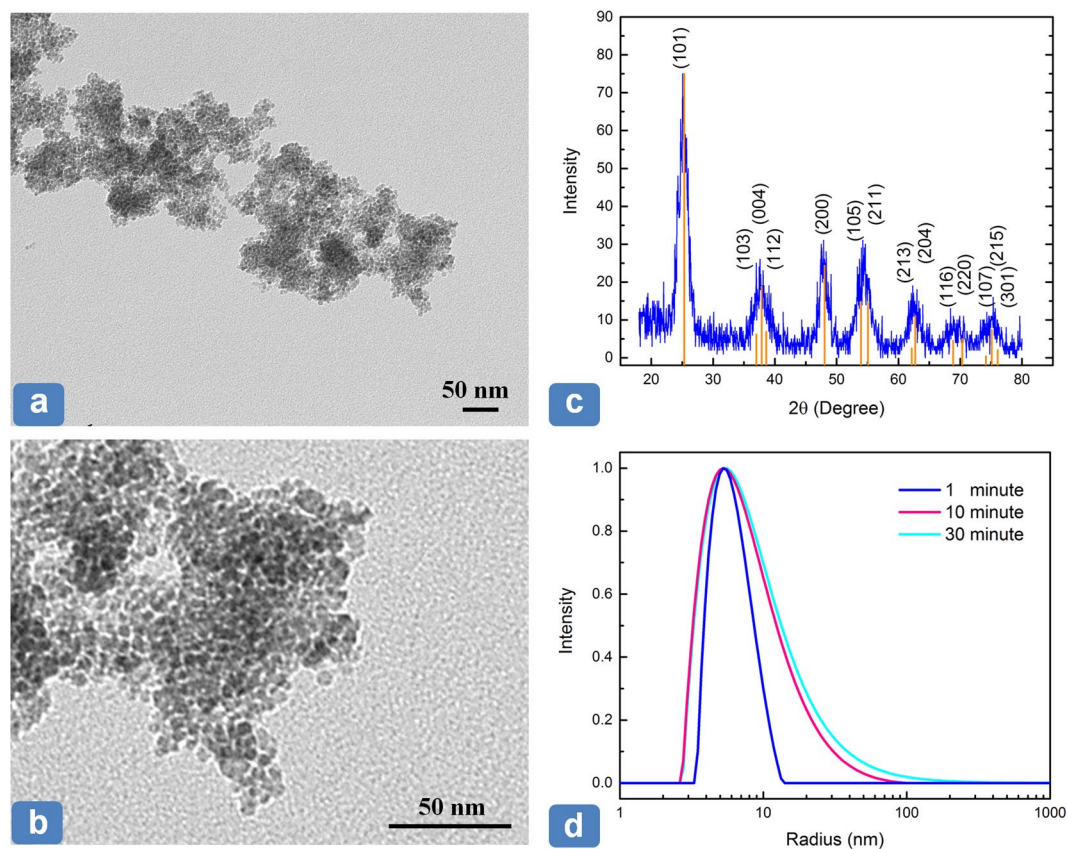 50 nm
a
50 nm
b
90
80
70
60
50
40
30
20
10
0
Intensity
(101)
(103)
(004)
(112)
(200)
(105)
(211)
(213)
(204)
(116)
(220)
(107)
(215)
(301)
20 30 40 50 60 70 80
2θ (Degree)
c
1.0
0.8
0.6
0.4
0.2
0.0
Intensity
1 minute
10 minute
30 minute
1 10 100 1000
Radius (nm)
d